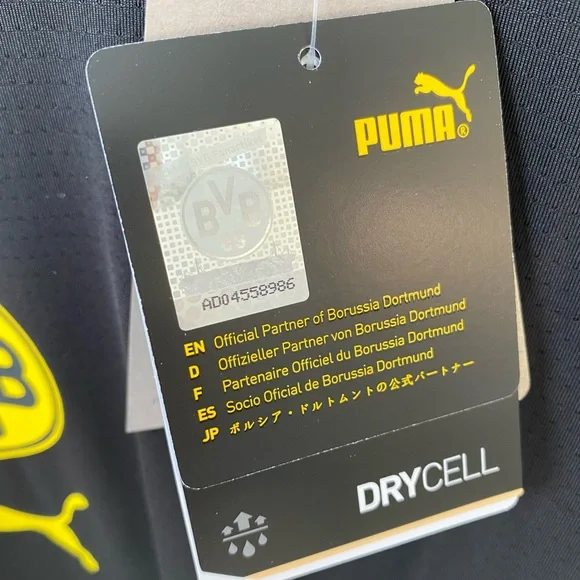 PUMA®
BVB
09
AD04558986
EN Official Partner of Borussia Dortmund
D Offizieller Partner von Borussia Dortmund
F Partenaire Officiel du Borussia Dortmund
ES Socio Oficial de Borussia Dortmund
JP ボルシア・ドルトムントの公式パートナー
DRYCELL